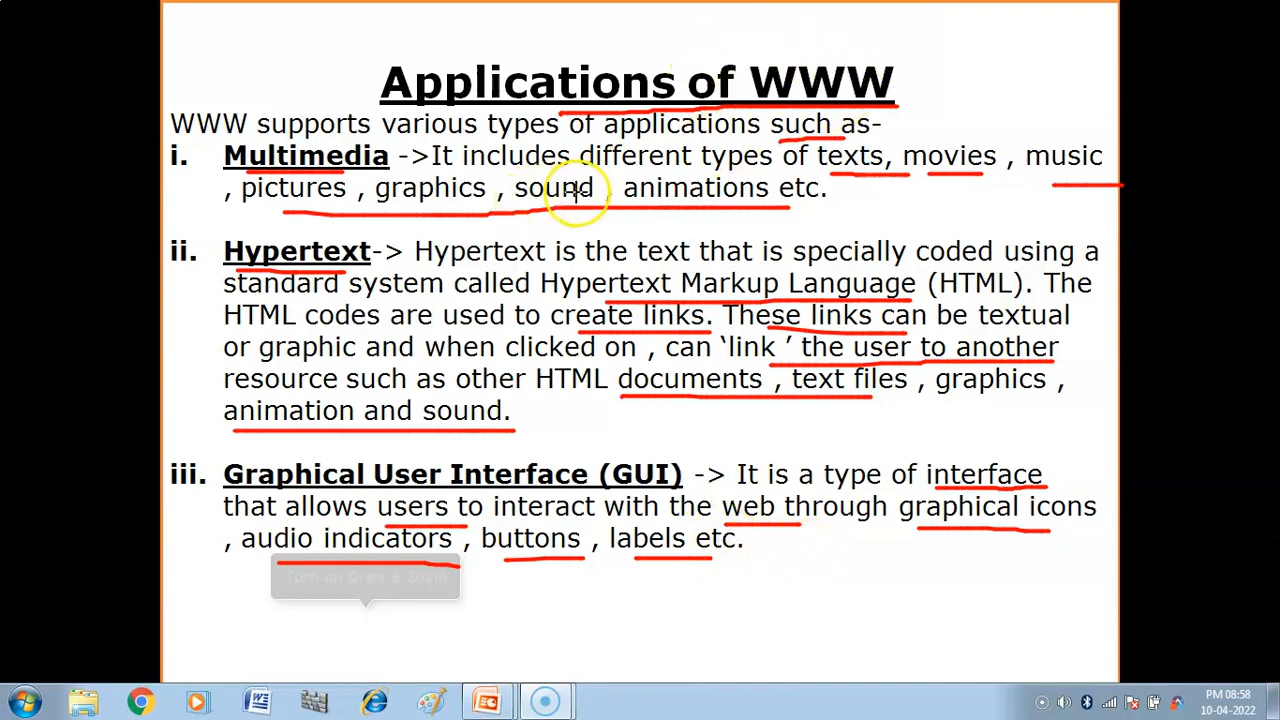 Applications of WWW
WWW supports various types of applications such as-
i. Multimedia ->It includes different types of texts, movies , music
, pictures , graphics , sound , animations etc.
ii. Hypertext-> Hypertext is the text that is specially coded using a
standard system called Hypertext Markup Language (HTML). The
HTML codes are used to create links. These links can be textual
or graphic and when clicked on , can ‘link ’ the user to another
resource such as other HTML documents , text files , graphics ,
animation and sound.
iii. Graphical User Interface (GUI) -> It is a type of interface
that allows users to interact with the web through graphical icons
, audio indicators , buttons , labels etc.
PM 08:58
10-04-2022